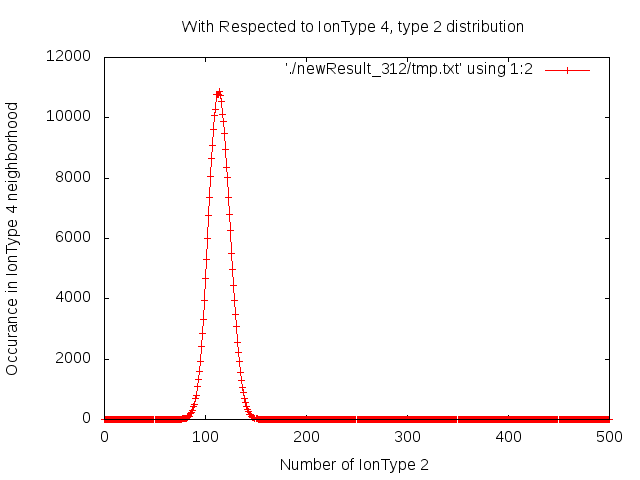 With Respected to IonType 4, type 2 distribution
'./newResult_312/tmp.txt' using 1:2
12000
10000
8000
6000
4000
2000
0
Occurance in IonType 4 neighborhood
0 100 200 300 400 500
Number of IonType 2